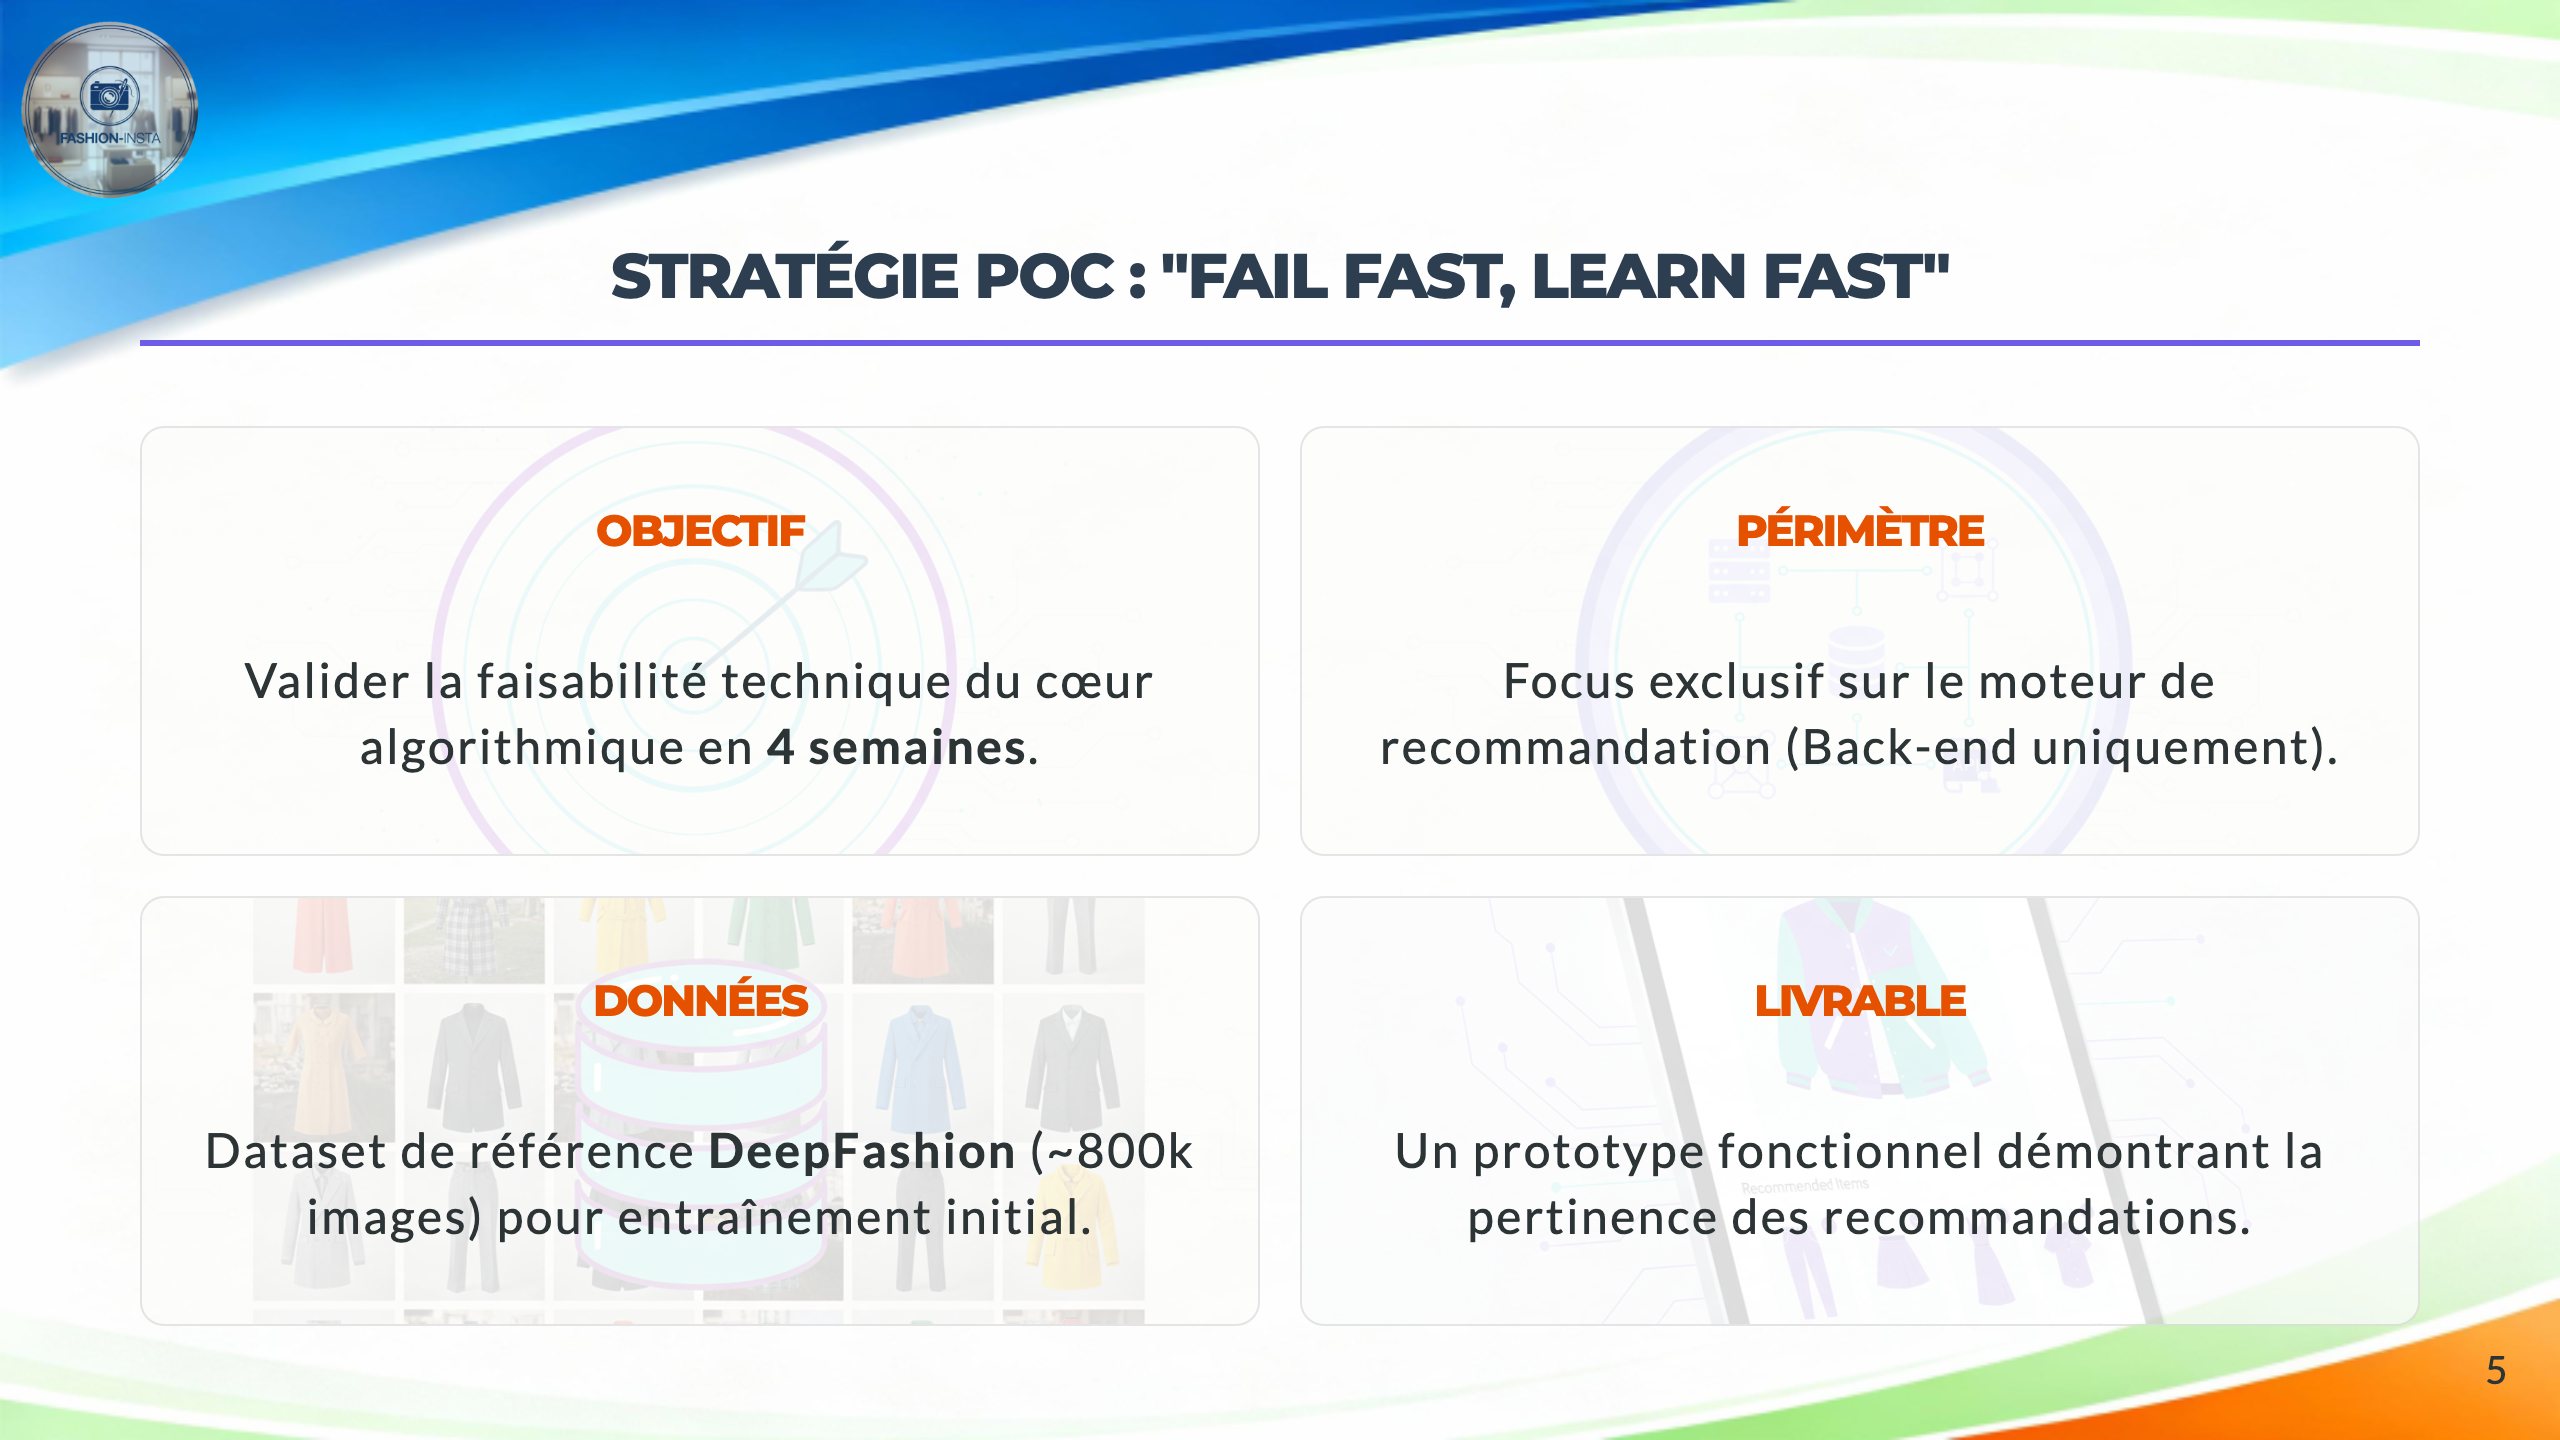 FASHION-INSTA
STRATÉGIE POC : "FAIL FAST, LEARN FAST"
OBJECTIF
Valider la faisabilité technique du cœur
algorithmique en 4 semaines.
PÉRIMÈTRE
Focus exclusif sur le moteur de
recommandation (Back-end uniquement).
DONNÉES
Dataset de référence DeepFashion (~800k
images) pour entraînement initial.
LIVRABLE
Un prototype fonctionnel démontrant la
Recommended Items
pertinence des recommandations.
5